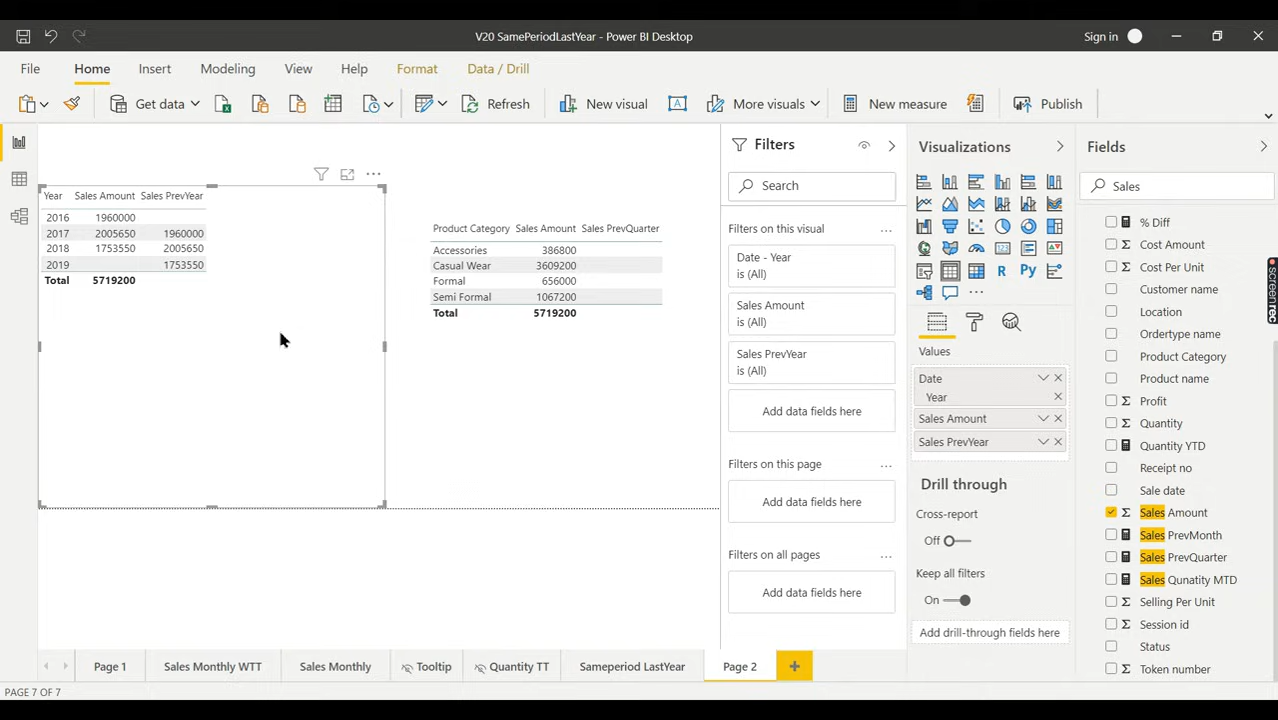 V20 SamePeriodLastYear - Power BI Desktop
Sign in
File Home Insert Modeling View Help Format Data / Drill
Get data
Refresh
New visual
More visuals
New measure
Publish
Year Sales Amount Sales PrevYear
2016 1960000
2017 2005650 1960000
2018 1753550 2005650
2019 1753550
Total 5719200
Product Category Sales Amount Sales PrevQuarter
Accessories 386800
Casual Wear 3609200
Formal 656000
Semi Formal 1067200
Total 5719200
Filters
Search
Filters on this visual ...
Date - Year
is (All)
Sales Amount
is (All)
Sales PrevYear
is (All)
Add data fields here
Filters on this page ...
Add data fields here
Filters on all pages ...
Add data fields here
Visualizations
R Py
Values
Date
Year
Sales Amount
Sales PrevYear
Drill through
Cross-report
Off
Keep all filters
On
Add drill-through fields here
Fields
Sales
% Diff
Cost Amount
Cost Per Unit
Customer name
Location
Ordertype name
Product Category
Product name
Profit
Quantity
Quantity YTD
Receipt no
Sale date
Sales Amount
Sales PrevMonth
Sales PrevQuarter
Sales Qunatity MTD
Selling Per Unit
Session id
Status
Token number
screenrec
Page 1 Sales Monthly WTT Sales Monthly Tooltip Quantity TT Sameperiod LastYear Page 2 +
PAGE 7 OF 7